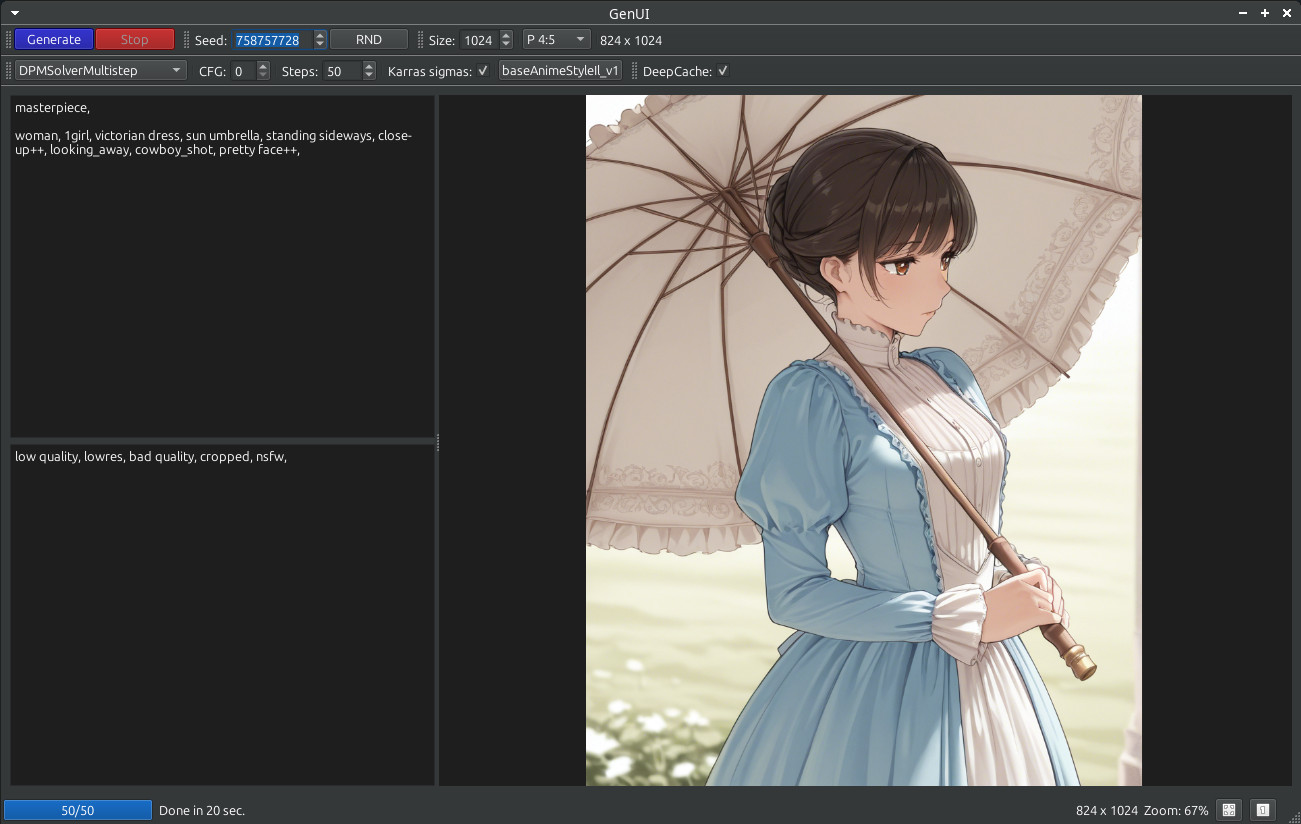 GenUI
Generate Stop Seed: 758757728 RND Size: 1024 P 4:5 824 x 1024
DPMSolverMultistep CFG: 0 Steps: 50 Karras sigmas: baseAnimeStyleIl_v1 DeepCache:
masterpiece,
woman, 1girl, victorian dress, sun umbrella, standing sideways, close-
up++, looking_away, cowboy_shot, pretty face++,
low quality, lowres, bad quality, cropped, nsfw,
50/50 Done in 20 sec. 824 x 1024 Zoom: 67%